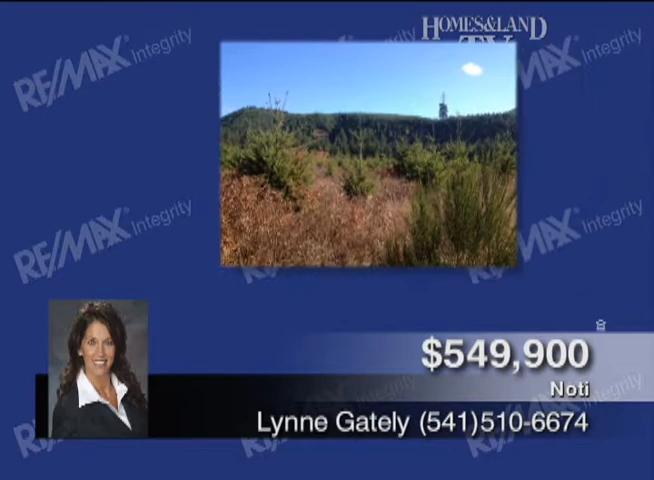 HOMES&LAND
TV
RE/MAX® Integrity
RE/MAX Integrity
RE/MAX® Integrity
RE/MAX Integrity
$549,900
Noti
Lynne Gately (541)510-6674